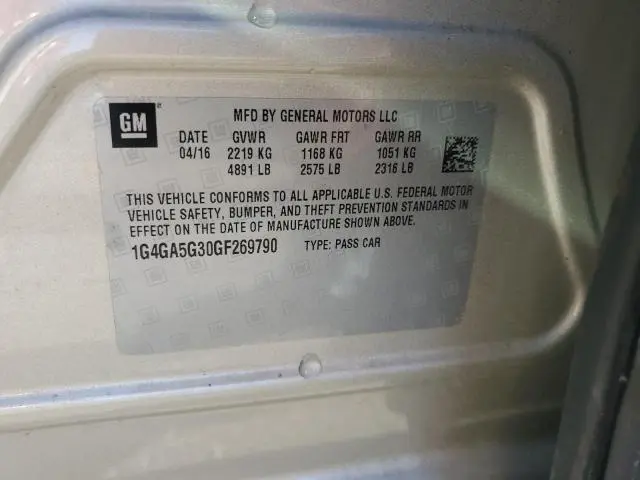 GM
MFD BY GENERAL MOTORS LLC
DATE GVWR GAWR FRT GAWR RR
04/16 2219 KG 1168 KG 1051 KG
4891 LB 2575 LB 2316 LB
THIS VEHICLE CONFORMS TO ALL APPLICABLE U.S. FEDERAL MOTOR
VEHICLE SAFETY, BUMPER, AND THEFT PREVENTION STANDARDS IN
EFFECT ON THE DATE OF MANUFACTURE SHOWN ABOVE.
1G4GA5G30GF269790 TYPE: PASS CAR